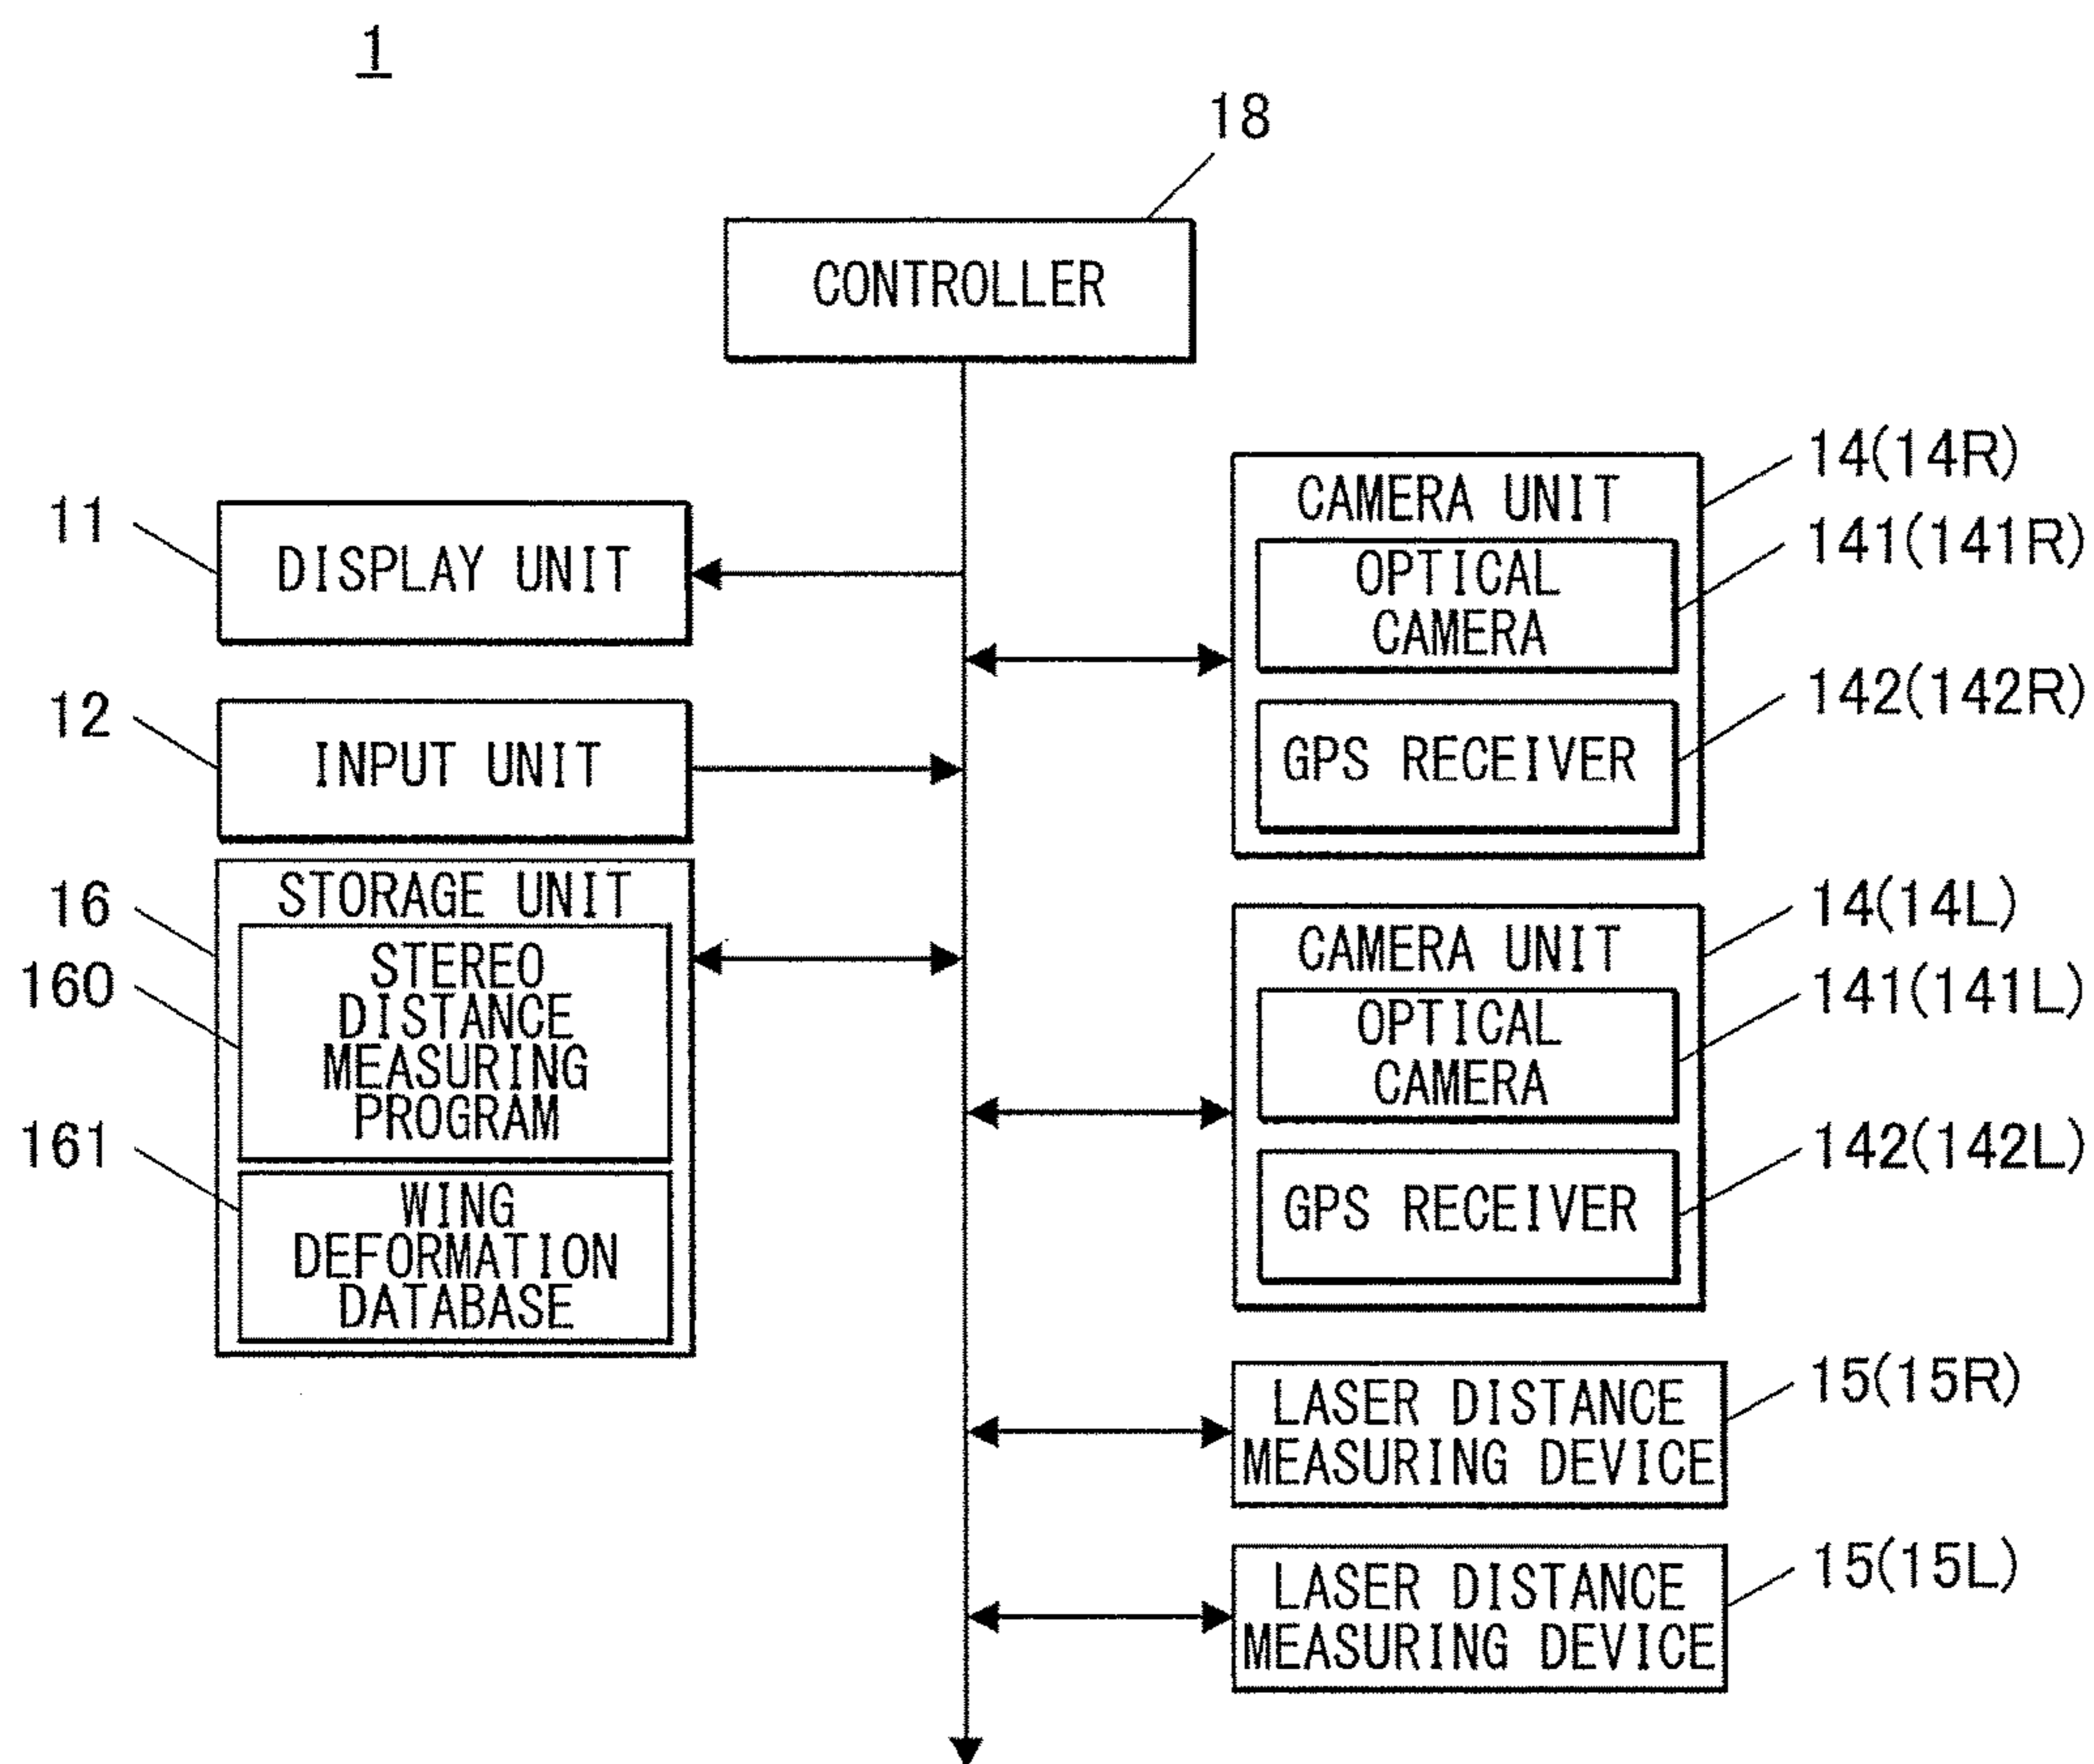 1
18
CONTROLLER
11
DISPLAY UNIT
12
INPUT UNIT
16
STORAGE UNIT
160
STEREO
DISTANCE
MEASURING
PROGRAM
161
WING
DEFORMATION
DATABASE
14(14R)
CAMERA UNIT
141(141R)
OPTICAL
CAMERA
142(142R)
GPS RECEIVER
14(14L)
CAMERA UNIT
141(141L)
OPTICAL
CAMERA
142(142L)
GPS RECEIVER
15(15R)
LASER DISTANCE
MEASURING DEVICE
15(15L)
LASER DISTANCE
MEASURING DEVICE